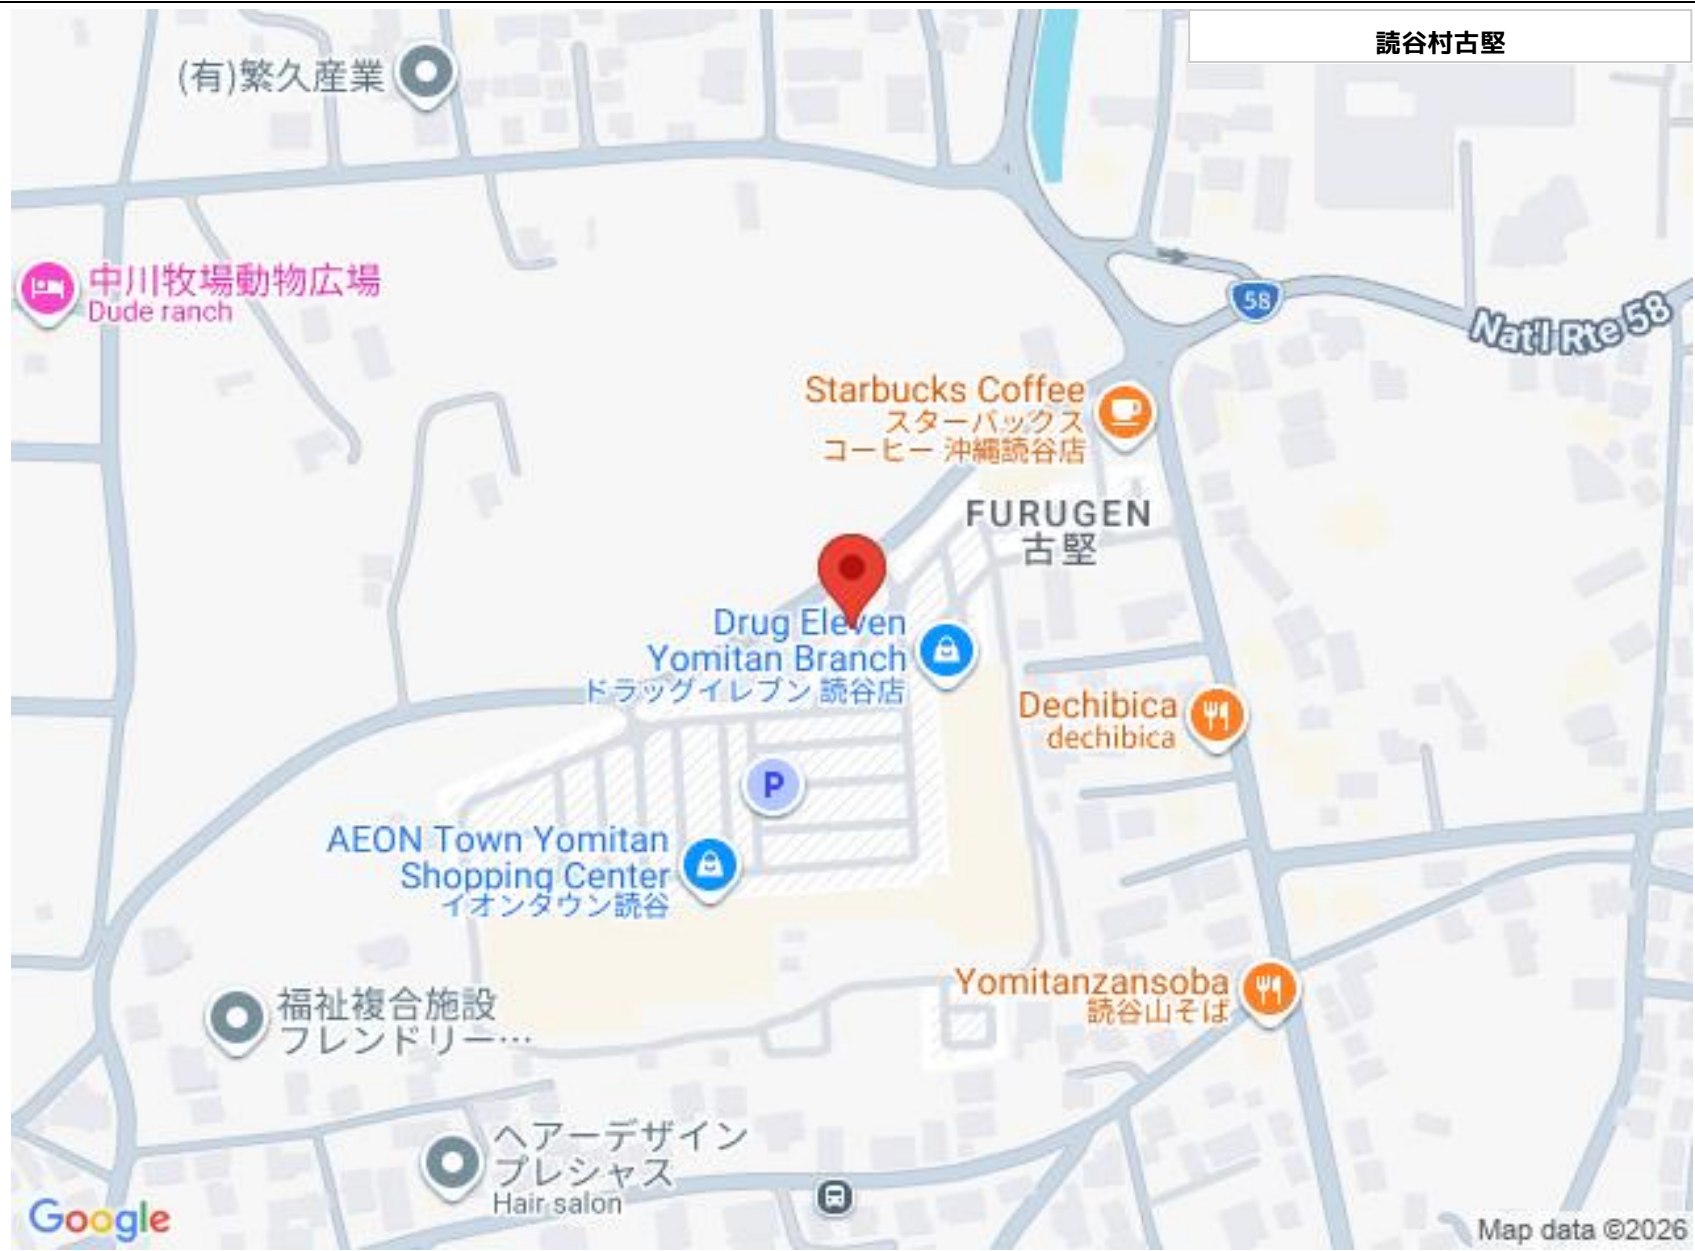 読谷村古堅
(有)繁久産業
中川牧場動物広場
Dude ranch
58
Nat'l Rte 58
Starbucks Coffee
スターバックス
コーヒー 沖縄読谷店
FURUGEN
古堅
Drug Eleven
Yomitan Branch
ドラッグイレブン 読谷店
Dechibica
dechibica
P
AEON Town Yomitan
Shopping Center
イオンタウン読谷
Yomitanzansoba
読谷山そば
福祉複合施設
フレンドリー…
ヘアーデザイン
プレシャス
Hair salon
Google
Map data ©2026